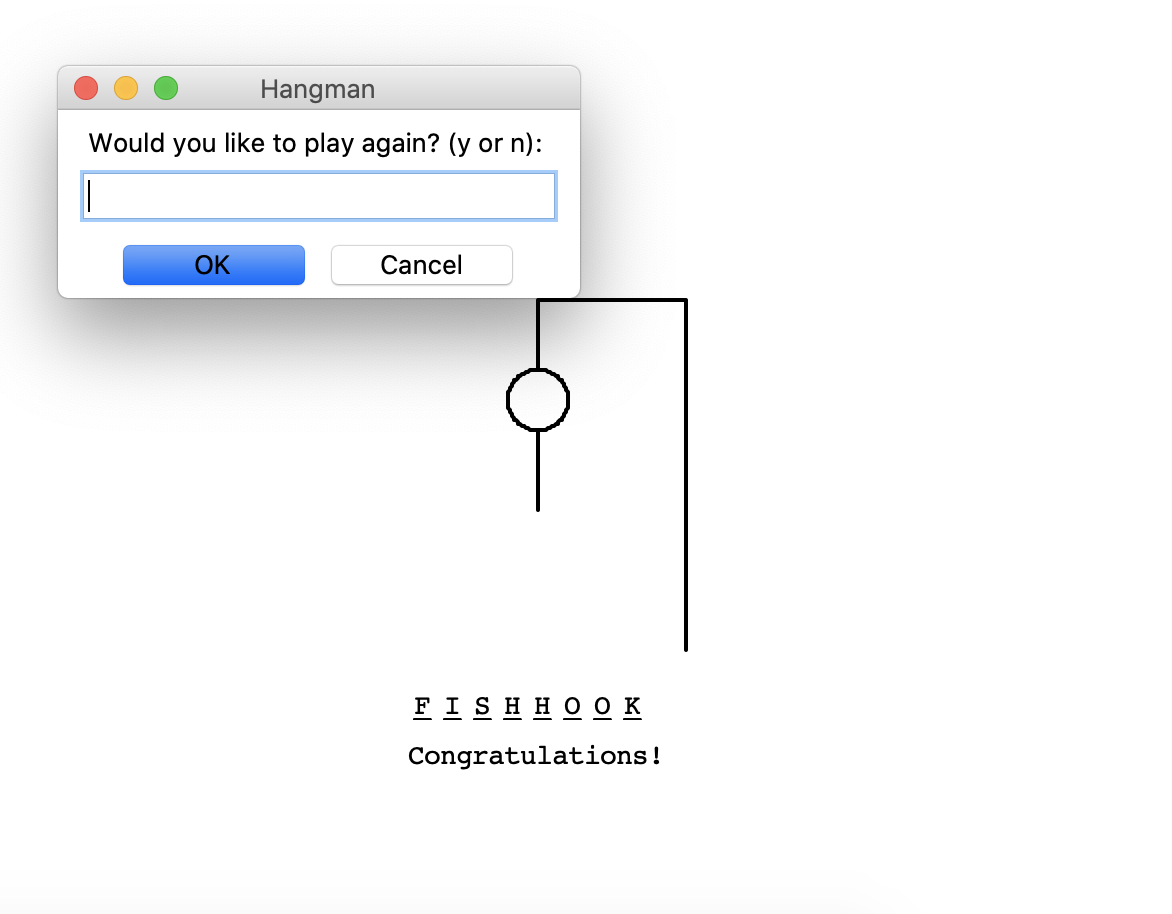 Hangman
Would you like to play again? (y or n):
OK
Cancel
F I S H H O O K
Congratulations!